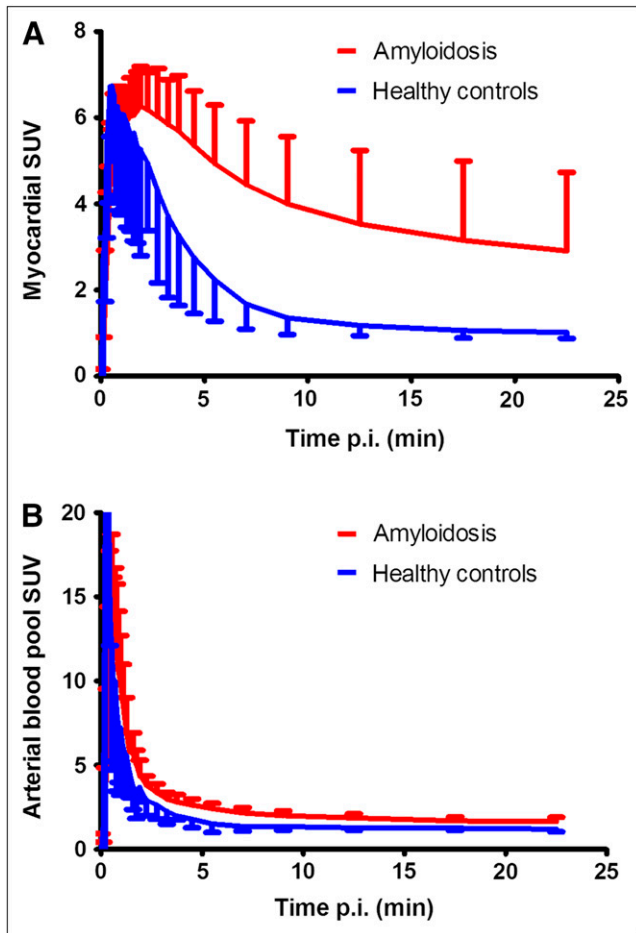 A
8
Amyloidosis
Healthy controls
6
4
2
0
Myocardial SUV
0 5 10 15 20 25
Time p.i. (min)
B
20
Amyloidosis
Healthy controls
15
10
5
0
Arterial blood pool SUV
0 5 10 15 20 25
Time p.i. (min)